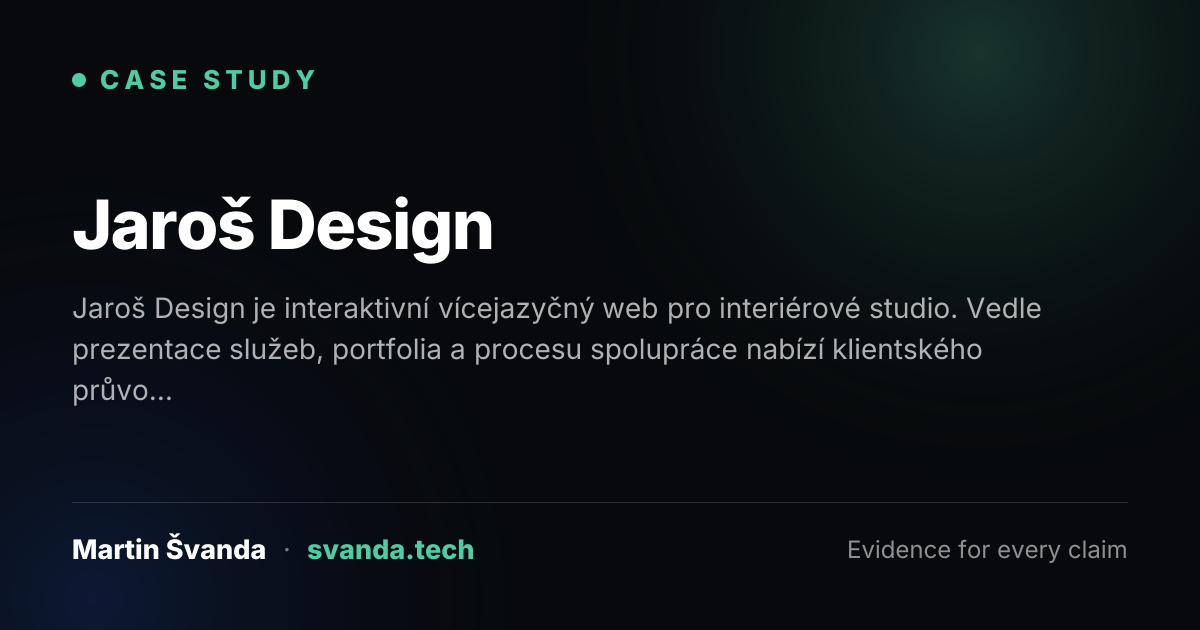 CASE STUDY
Jaroš Design
Jaroš Design je interaktivní vícejazyčný web pro interiérové studio. Vedle
prezentace služeb, portfolia a procesu spolupráce nabízí klientského
průvo…
Martin Švanda · svanda.tech
Evidence for every claim